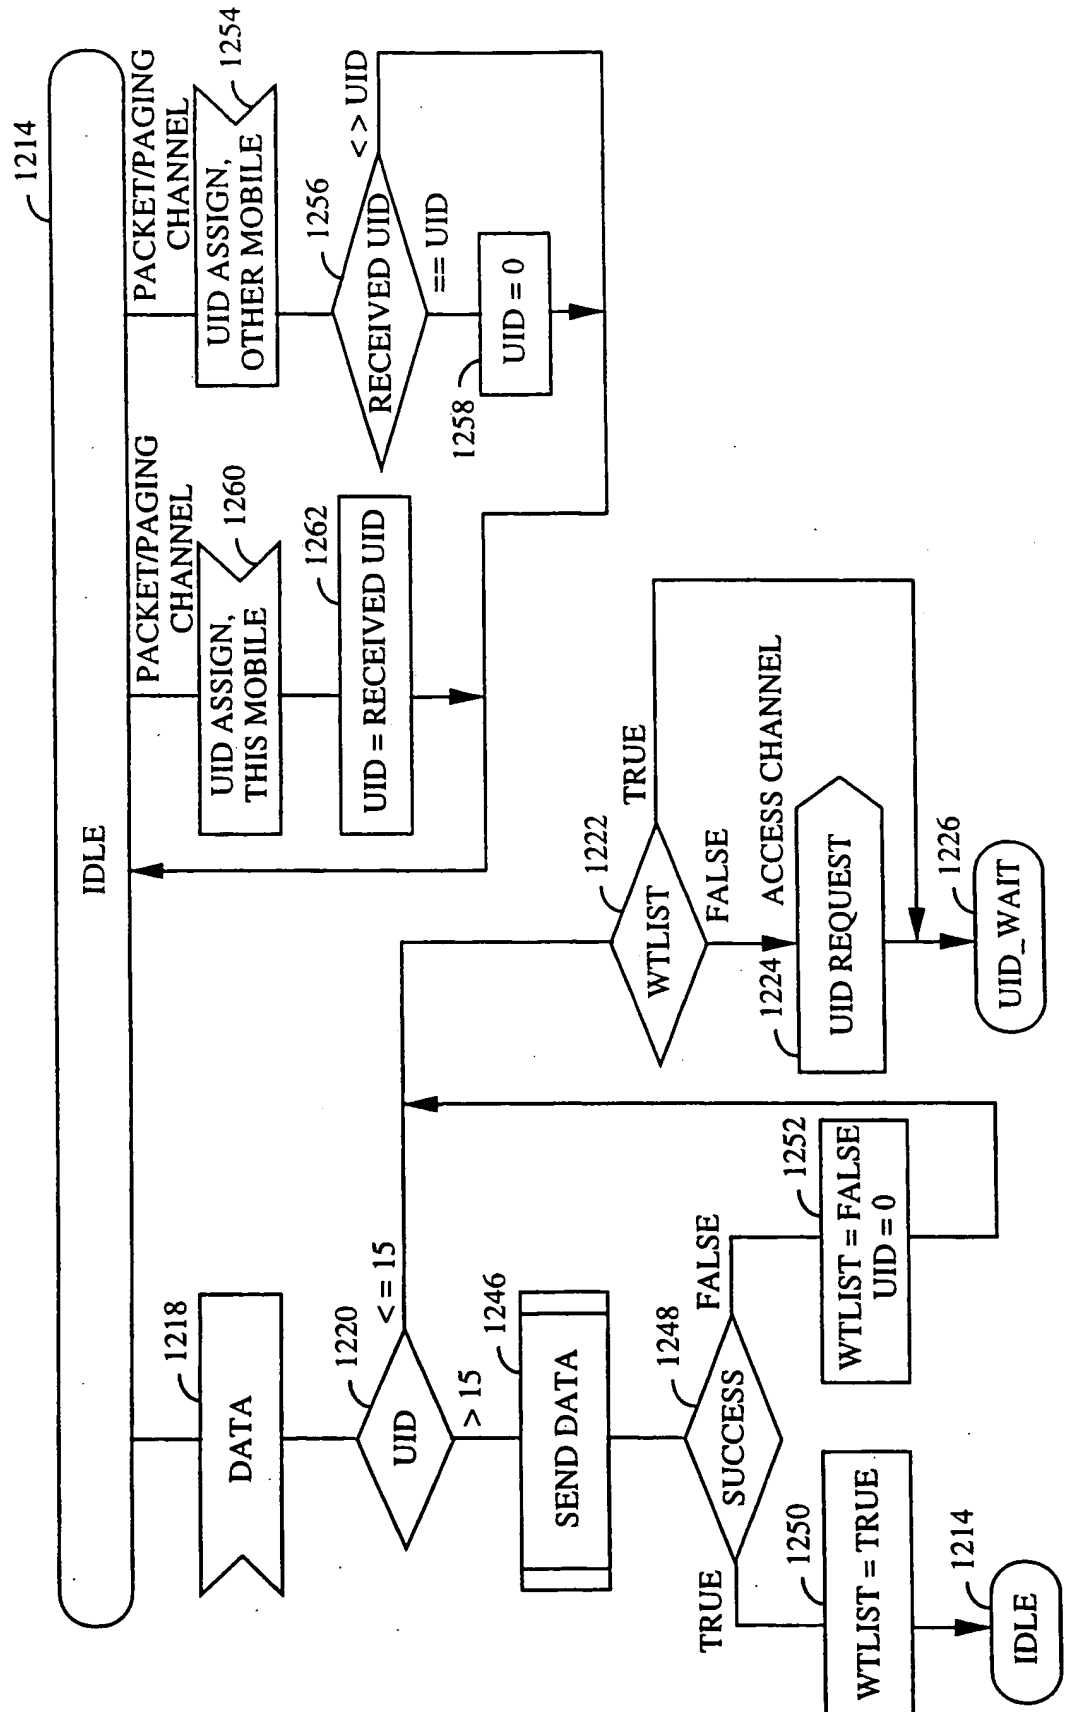 1214
IDLE
1218
DATA
1220
UID
<= 15
> 15
1246
SEND DATA
1248
SUCCESS
TRUE
FALSE
1250
WTLIST = TRUE
1214
IDLE
1252
WTLIST = FALSE
UID = 0
1222
WTLIST
TRUE
FALSE
ACCESS CHANNEL
1224
UID REQUEST
1226
UID_WAIT
PACKET/PAGING
CHANNEL
1260
UID ASSIGN,
THIS MOBILE
1262
UID = RECEIVED UID
PACKET/PAGING
CHANNEL
1254
UID ASSIGN,
OTHER MOBILE
1256
RECEIVED UID
<> UID
== UID
1258
UID = 0